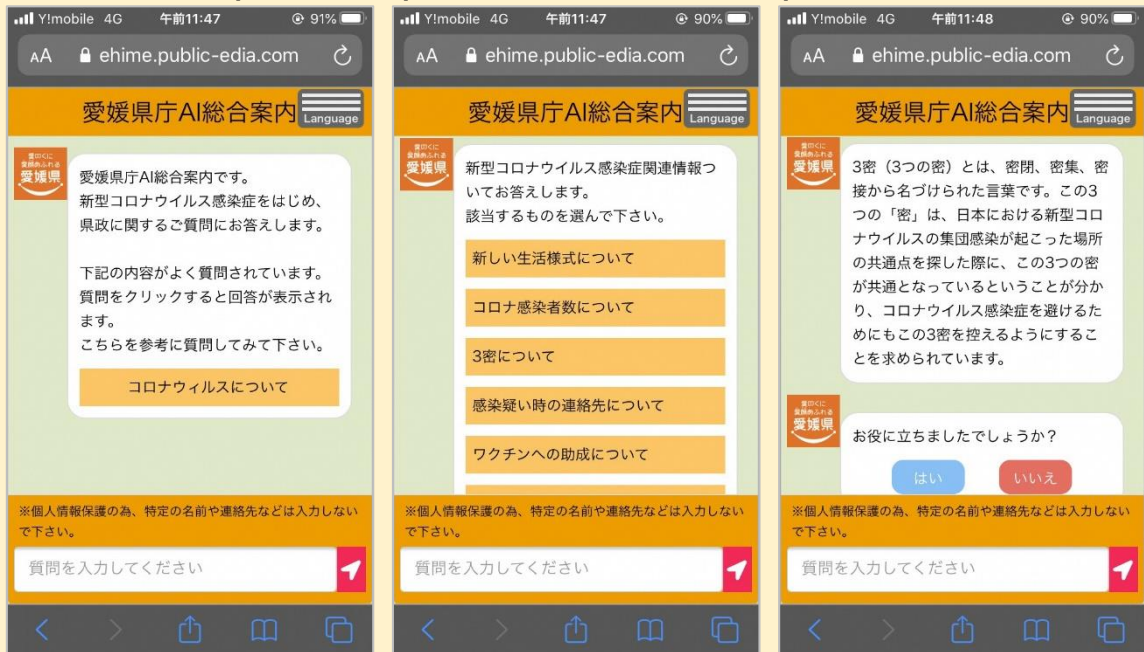 Y!mobile 4G 午前11:47 91%
AA ehime.public-edia.com
愛媛県庁AI総合案内
Language
愛媛県
愛媛県庁AI総合案内です。
新型コロナウイルス感染症をはじめ、
県政に関するご質問にお答えします。
下記の内容がよく質問されています。
質問をクリックすると回答が表示され
ます。
こちらを参考に質問してみて下さい。
コロナウィルスについて
※個人情報保護の為、特定の名前や連絡先などは入力しない
で下さい。
質問を入力してください
Y!mobile 4G 午前11:47 90%
AA ehime.public-edia.com
愛媛県庁AI総合案内
Language
愛媛県
新型コロナウイルス感染症関連情報つ
いてお答えします。
該当するものを選んで下さい。
新しい生活様式について
コロナ感染者数について
3密について
感染疑い時の連絡先について
ワクチンへの助成について
※個人情報保護の為、特定の名前や連絡先などは入力しない
で下さい。
質問を入力してください
Y!mobile 4G 午前11:48 90%
AA ehime.public-edia.com
愛媛県庁AI総合案内
Language
愛媛県
3密（3つの密）とは、密閉、密集、密
接から名づけられた言葉です。この3
つの「密」は、日本における新型コロ
ナウイルスの集団感染が起こった場所
の共通点を探した際に、この3つの密
が共通となっているということが分か
り、コロナウイルス感染症を避けるた
めにもこの3密を控えるようにするこ
とを求められています。
愛媛県
お役に立ちましたでしょうか？
はい
いいえ
※個人情報保護の為、特定の名前や連絡先などは入力しない
で下さい。
質問を入力してください